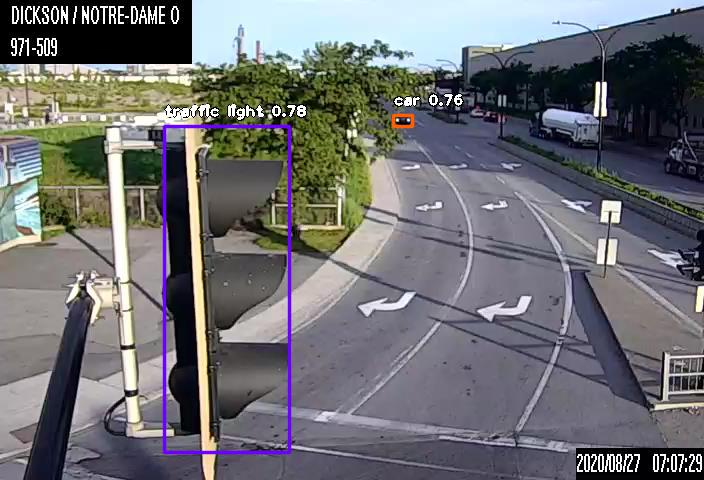 DICKSON / NOTRE-DAME O
971-509
traffic light 0.78
car 0.76
2020/08/27 07:07:29